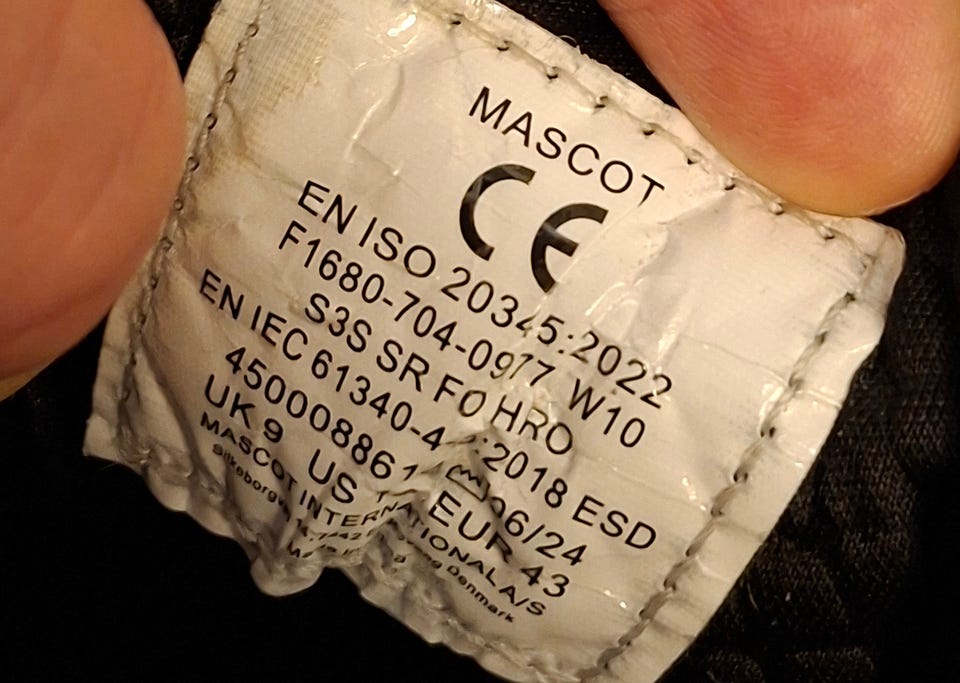 MASCOT
CE
EN ISO 20345:2022
F1680-704-0977 W10
S3S SR FO HRO
EN IEC 61340-4- :2018 ESD
450008861 06/24
UK 9 US EUR 43
MASCOT INTERNATIONAL A/S
Silkeborgv. Denmark